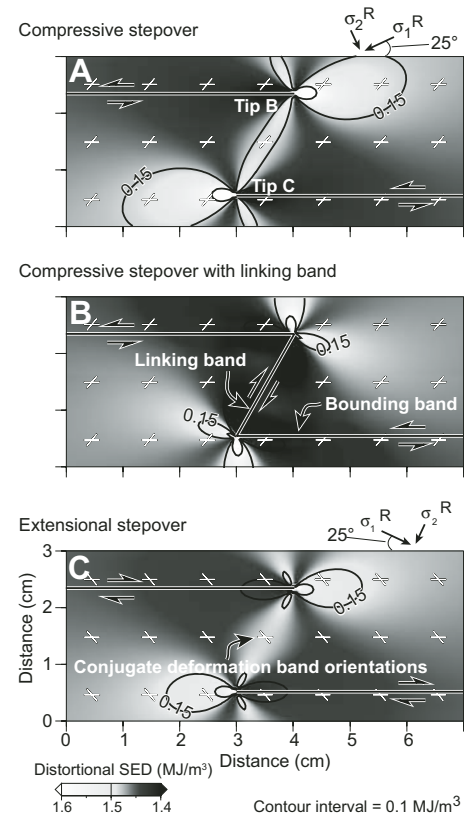 Compressive stepover
σ₂ᴿ σ₁ᴿ
25°
A
0.15
Tip B
0.15
Tip C
Compressive stepover with linking band
B
0.15
Linking band
Bounding band
0.15
Extensional stepover
25° σ₁ᴿ σ₂ᴿ
3
C
0.15
2
Distance (cm)
1
Conjugate deformation band orientations
0.15
0
0 1 2 3 4 5 6
Distance (cm)
Distortional SED (MJ/m³)
1.6 1.5 1.4
Contour interval = 0.1 MJ/m³